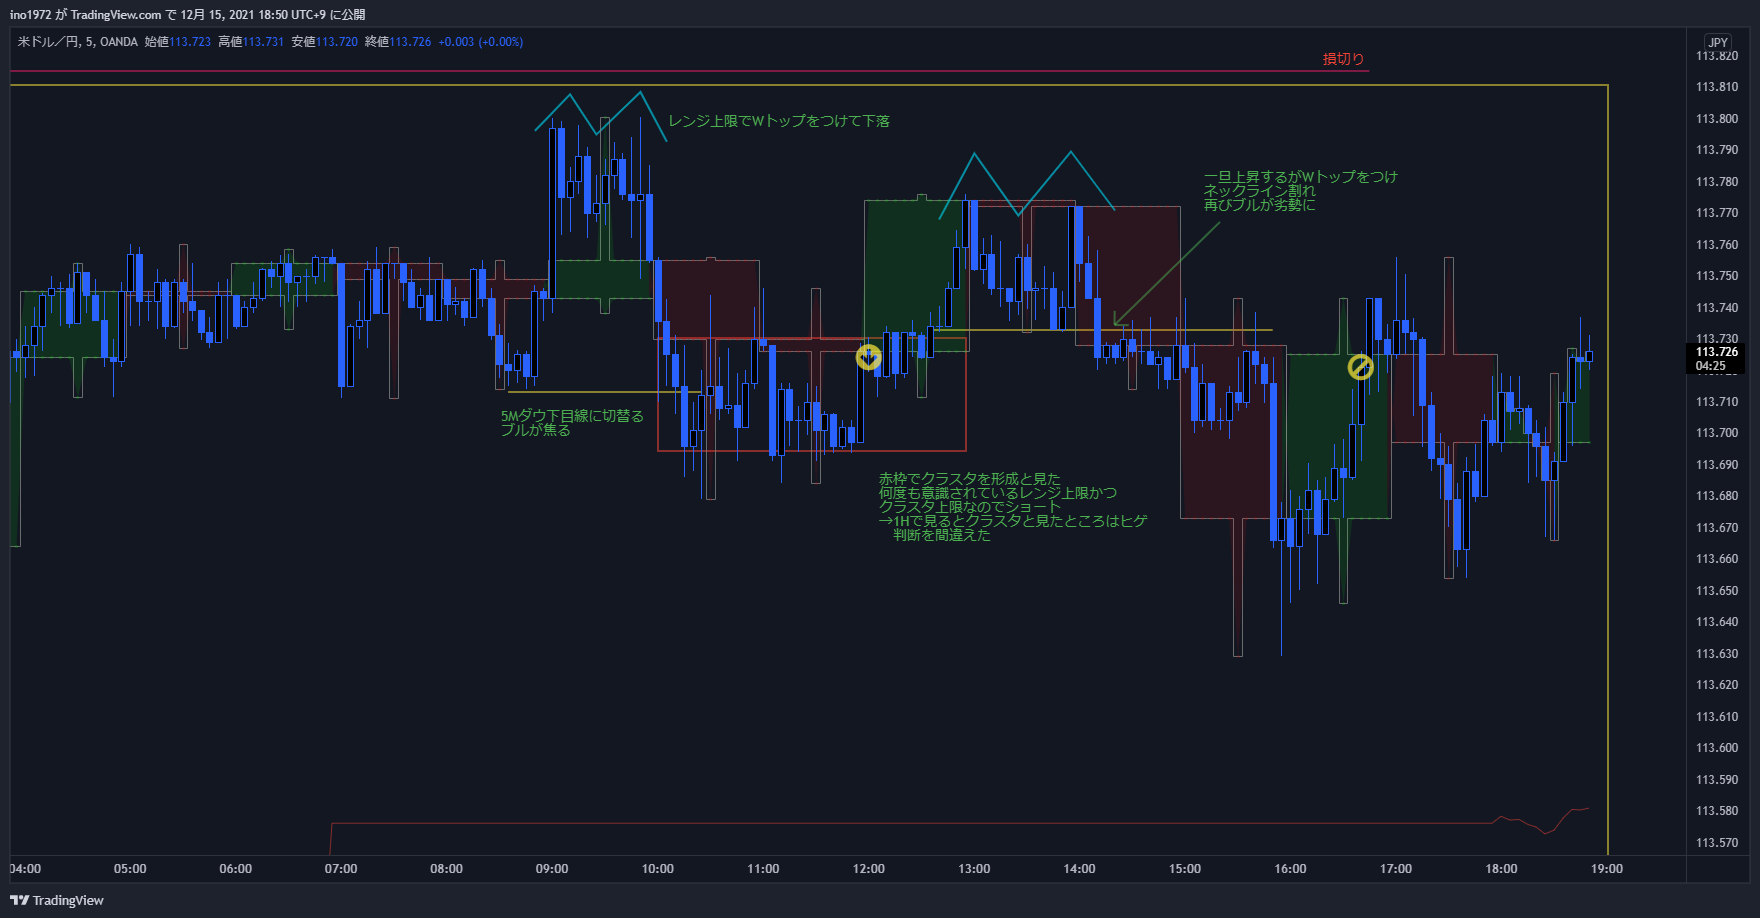 ino1972 が TradingView.com で 12月 15, 2021 18:50 UTC+9 に公開
米ドル／円, 5, OANDA 始値113.723 高値113.731 安値113.720 終値113.726 +0.003 (+0.00%)
JPY
損切り
113.820
113.810
レンジ上限でWトップをつけて下落
113.800
113.790
一旦上昇するがWトップをつけ
ネックライン割れ
再びブルが劣勢に
113.780
113.770
113.760
113.750
113.740
113.730
113.726
04:25
5Mダウ下目線に切替る
ブルが焦る
113.710
113.700
113.690
赤枠でクラスタを形成と見た
何度も意識されているレンジ上限かつ
クラスタ上限なのでショート
→1Hで見るとクラスタと見たところはヒゲ
判断を間違えた
113.680
113.670
113.660
113.650
113.640
113.630
113.620
113.610
113.600
113.590
113.580
113.570
04:00 05:00 06:00 07:00 08:00 09:00 10:00 11:00 12:00 13:00 14:00 15:00 16:00 17:00 18:00 19:00
TradingView